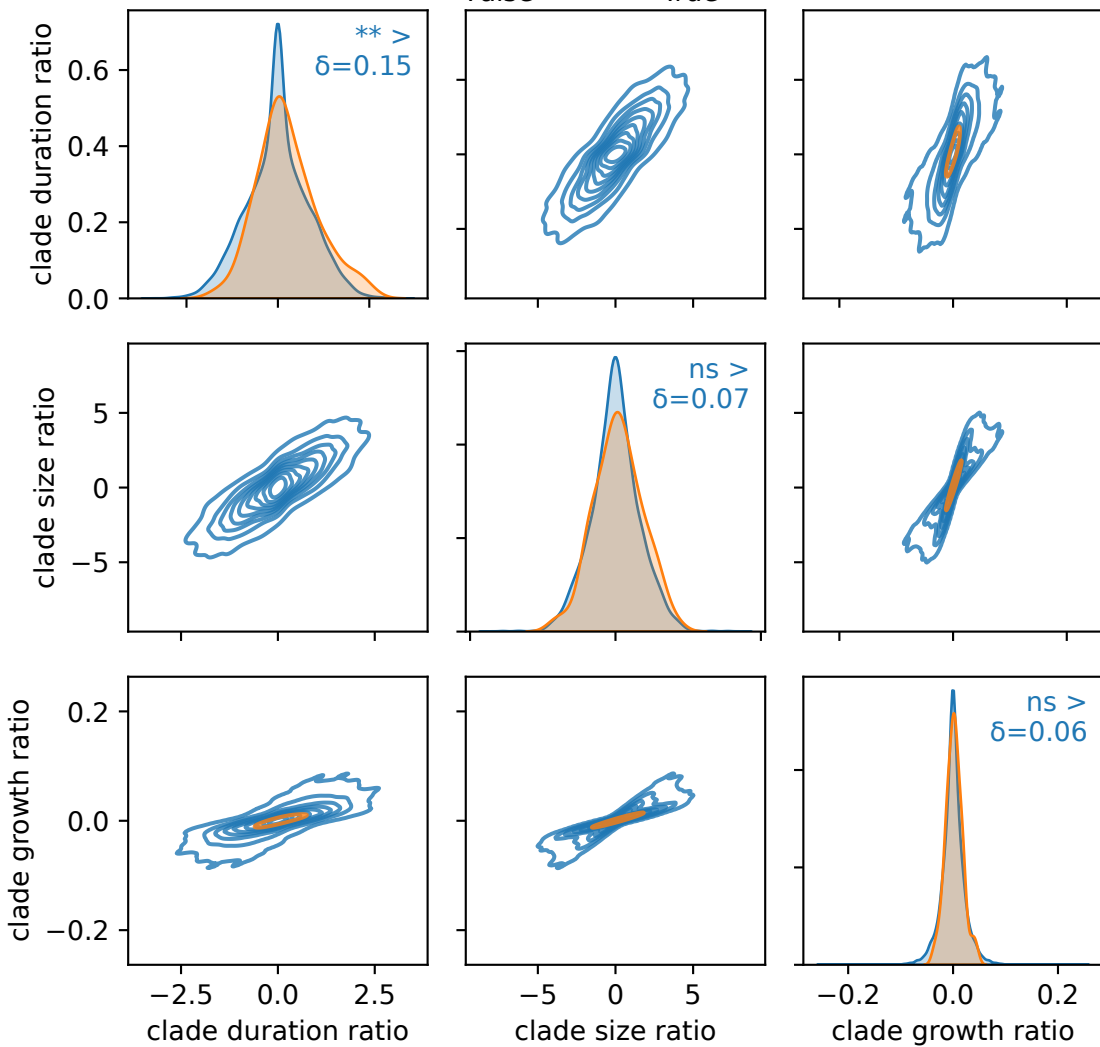 clade duration ratio
0.6
0.4
0.2
0.0
** >
δ=0.15
−2.5
0.0
2.5
−5
0
5
−0.2
0.0
0.2
clade size ratio
5
0
−5
ns >
δ=0.07
clade growth ratio
0.2
0.0
−0.2
ns >
δ=0.06
clade duration ratio
clade size ratio
clade growth ratio